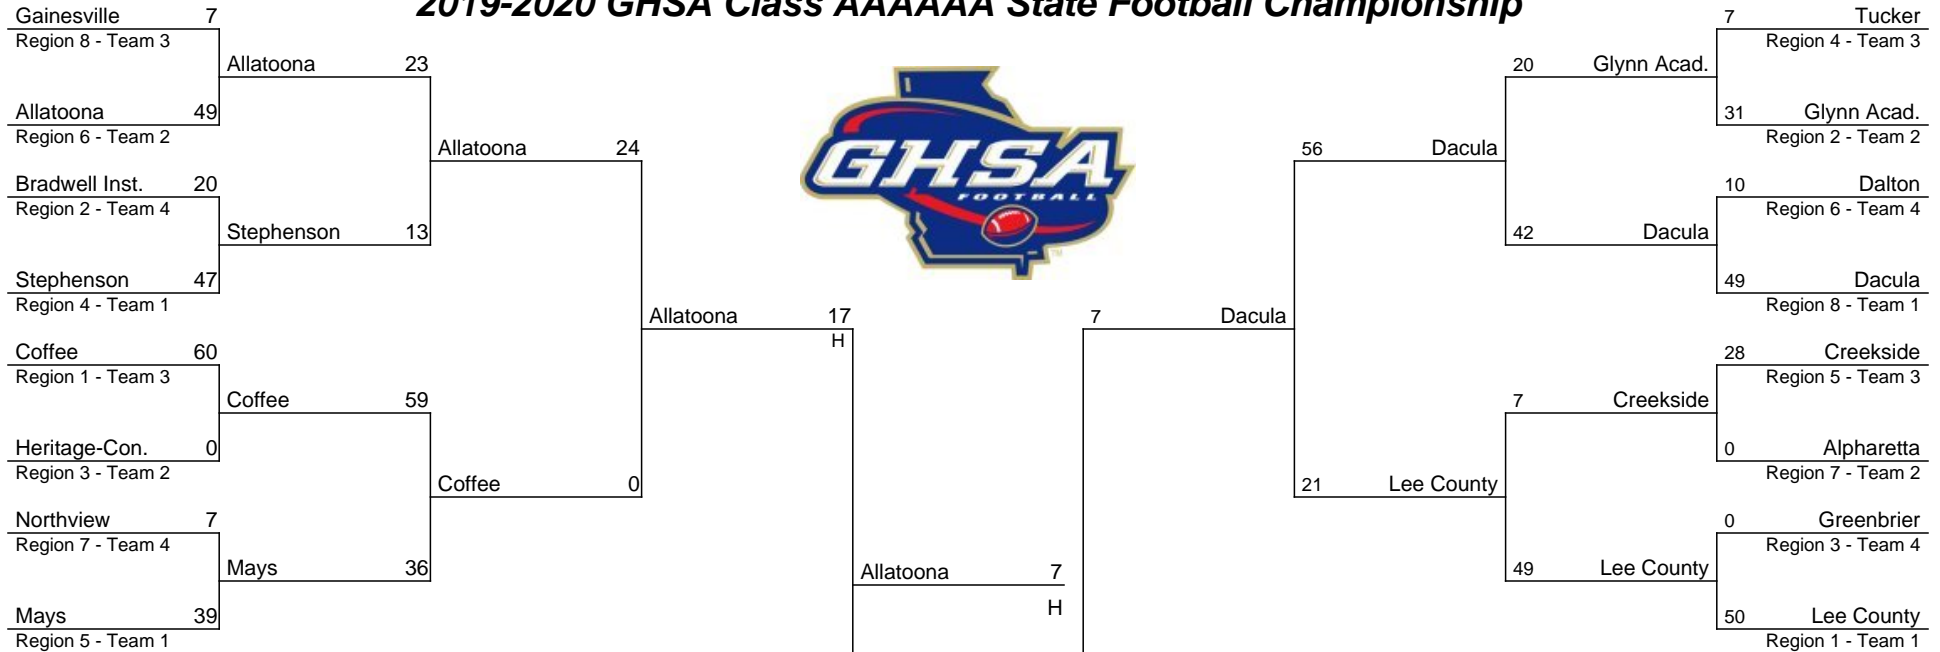 2019-2020 GHSA Class AAAAAA State Football Championship
Gainesville 7
Region 8 - Team 3
Allatoona 23
Allatoona 49
Region 6 - Team 2
Allatoona 24
Bradwell Inst. 20
Region 2 - Team 4
Stephenson 13
Stephenson 47
Region 4 - Team 1
Allatoona 17
H
Coffee 60
Region 1 - Team 3
Coffee 59
Heritage-Con. 0
Region 3 - Team 2
Coffee 0
Northview 7
Region 7 - Team 4
Mays 36
Mays 39
Region 5 - Team 1
Allatoona 7
H
GHSA
FOOTBALL
TM
7 Tucker
Region 4 - Team 3
20 Glynn Acad.
31 Glynn Acad.
Region 2 - Team 2
56 Dacula
10 Dalton
Region 6 - Team 4
42 Dacula
49 Dacula
Region 8 - Team 1
7 Dacula
28 Creekside
Region 5 - Team 3
7 Creekside
0 Alpharetta
Region 7 - Team 2
21 Lee County
0 Greenbrier
Region 3 - Team 4
49 Lee County
50 Lee County
Region 1 - Team 1